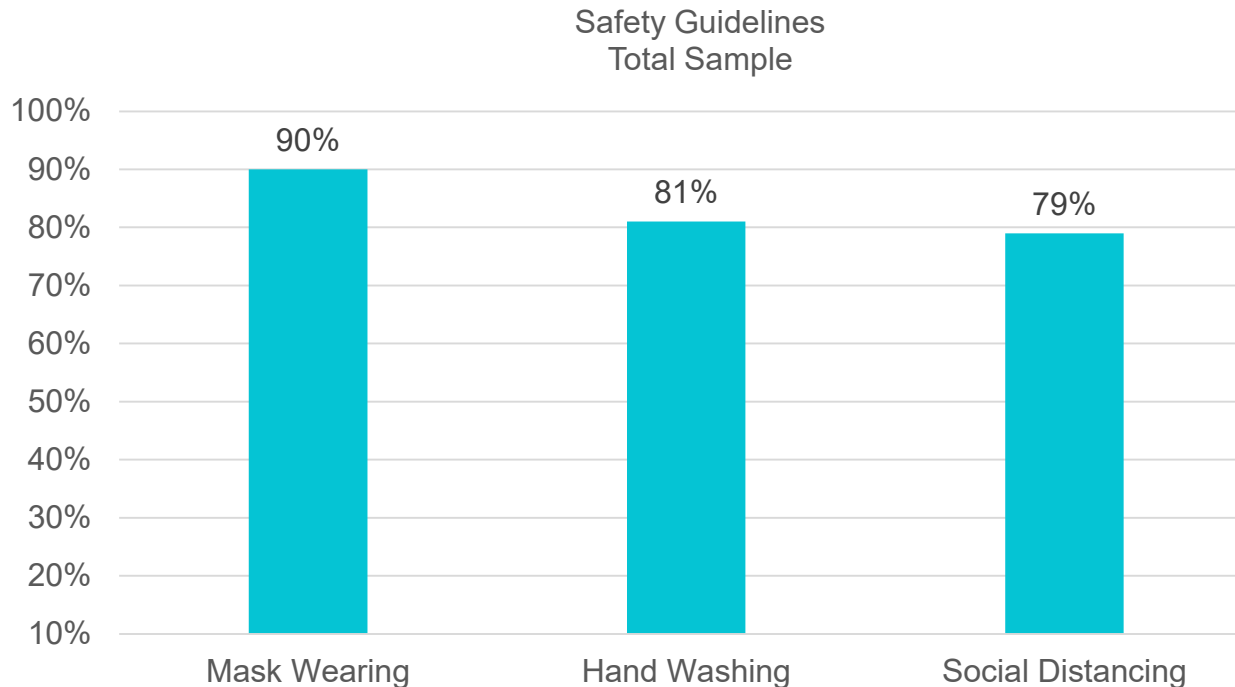 Safety Guidelines
Total Sample
100%
90%
80%
70%
60%
50%
40%
30%
20%
10%
90%
81%
79%
Mask Wearing
Hand Washing
Social Distancing